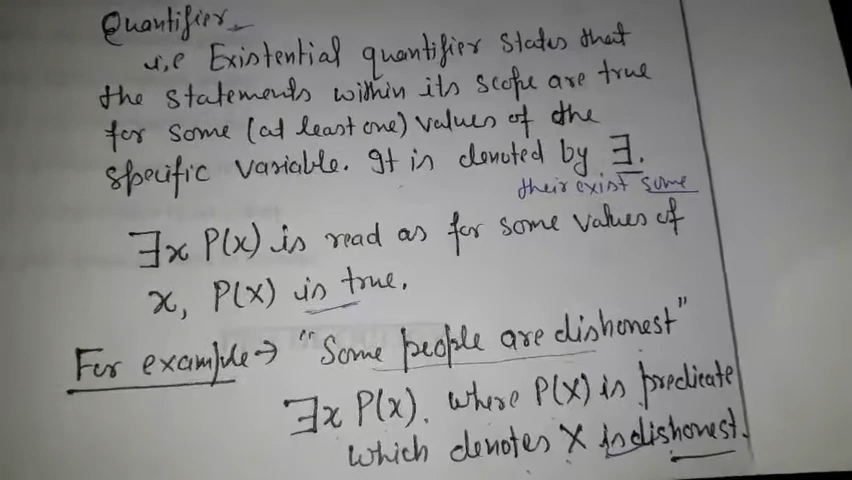 Quantifier
i,e Existential quantifier states that
the statements within its scope are true
for some (at least one) values of the
specific variable. It is denoted by ∃.
their exist some
∃x P(x) is read as for some values of
x, P(x) is true.
For example → "Some people are dishonest"
∃x P(x). where P(x) is predicate
which denotes X is dishonest.